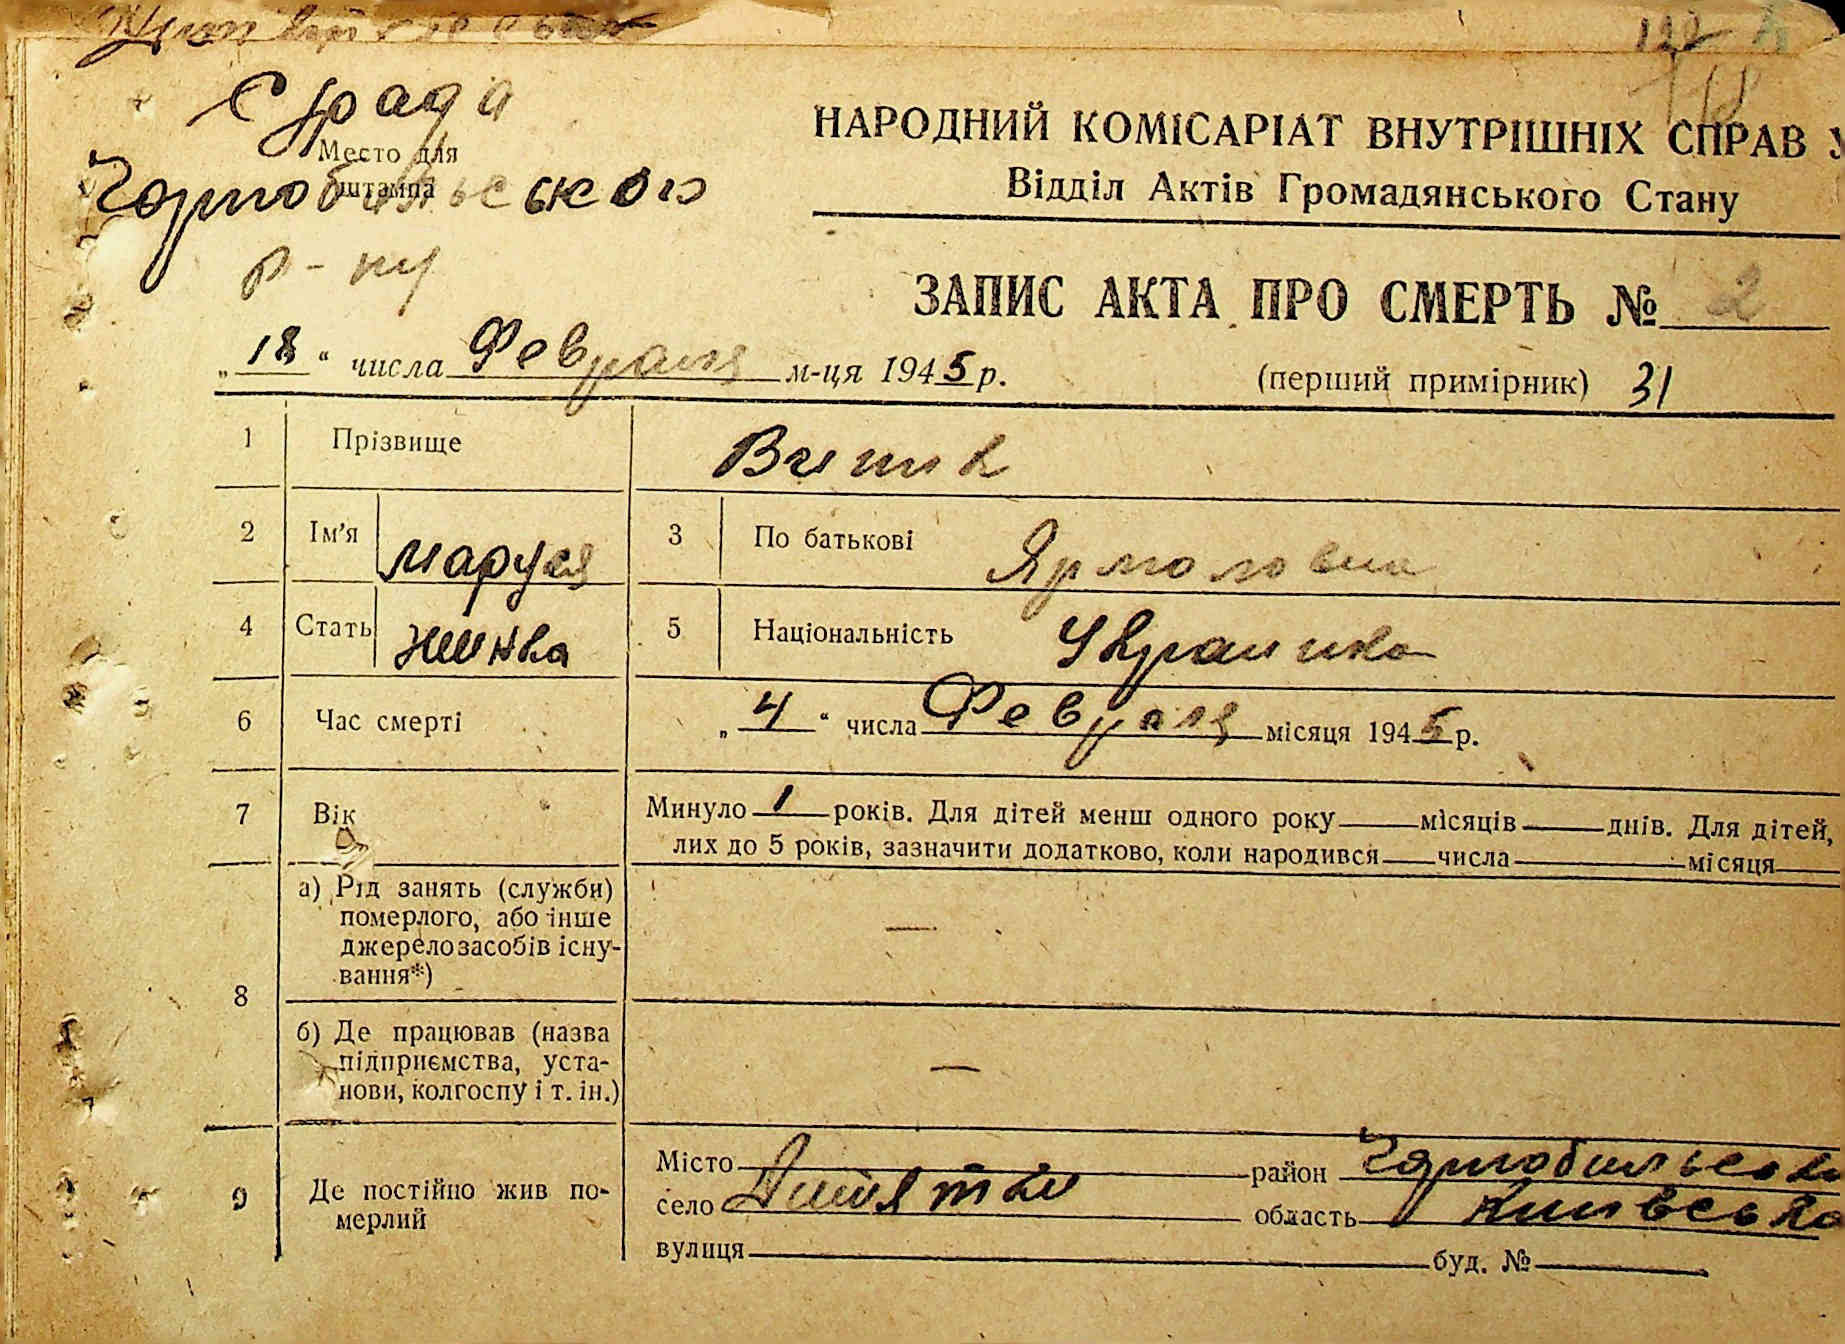 с/рада
Место для
штампа
Чорнобильського
р-ну
НАРОДНИЙ КОМІСАРІАТ ВНУТРІШНІХ СПРАВ У
Відділ Актів Громадянського Стану
ЗАПИС АКТА ПРО СМЕРТЬ № 2
„18“ числа Февраля м-ця 1945 р.
(перший примірник) 31
1 Прізвище
2 Ім'я Маруся 3 По батькові Ярмоловна
4 Стать жінка 5 Національність Украинка
6 Час смерті „4“ числа Февраля місяця 1945 р.
7 Вік Минуло 1 років. Для дітей менш одного року місяців днів. Для дітей,
лих до 5 років, зазначити додатково, коли народився числа місяця
8 а) Рід занять (служби)
померлого, або інше
джерело засобів існу-
вання*) —
б) Де працював (назва
підприємства, уста-
нови, колгоспу і т. ін.) —
9 Де постійно жив по-
мерлий
Місто район
село область
вулиця буд. №